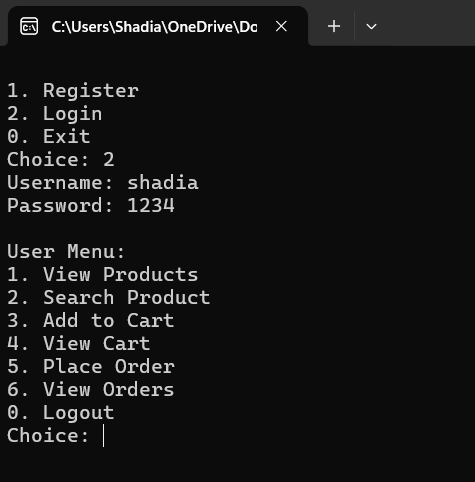 C:\Users\Shadia\OneDrive\Do
1. Register
2. Login
0. Exit
Choice: 2
Username: shadia
Password: 1234
User Menu:
1. View Products
2. Search Product
3. Add to Cart
4. View Cart
5. Place Order
6. View Orders
0. Logout
Choice: